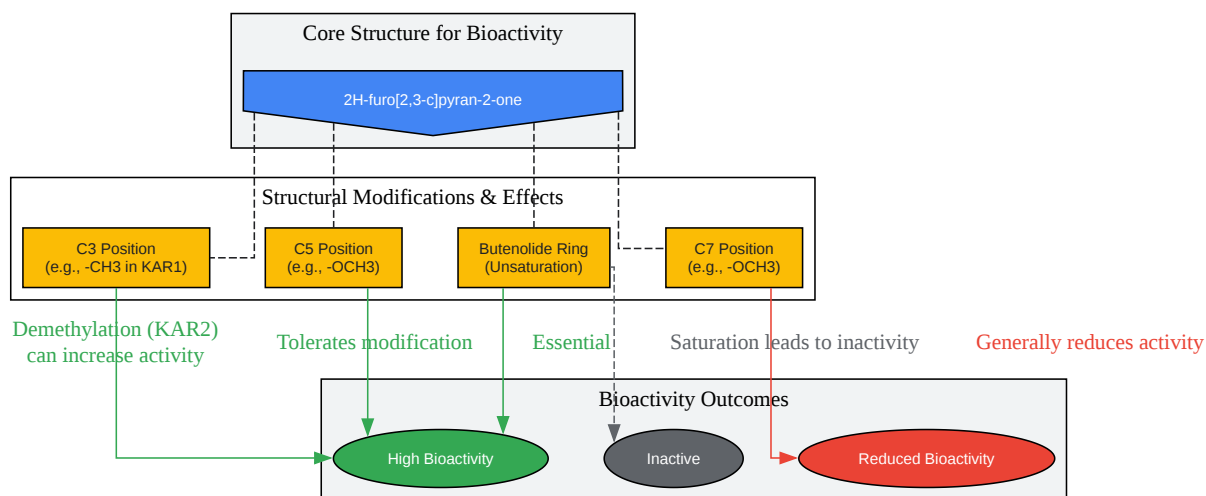 Core Structure for Bioactivity
2H-furo[2,3-c]pyran-2-one
Structural Modifications & Effects
C3 Position
(e.g., -CH3 in KAR1)
C5 Position
(e.g., -OCH3)
Butenolide Ring
(Unsaturation)
C7 Position
(e.g., -OCH3)
Demethylation (KAR2)
can increase activity
Tolerates modification
Essential
Saturation leads to inactivity
Generally reduces activity
Bioactivity Outcomes
High Bioactivity
Inactive
Reduced Bioactivity